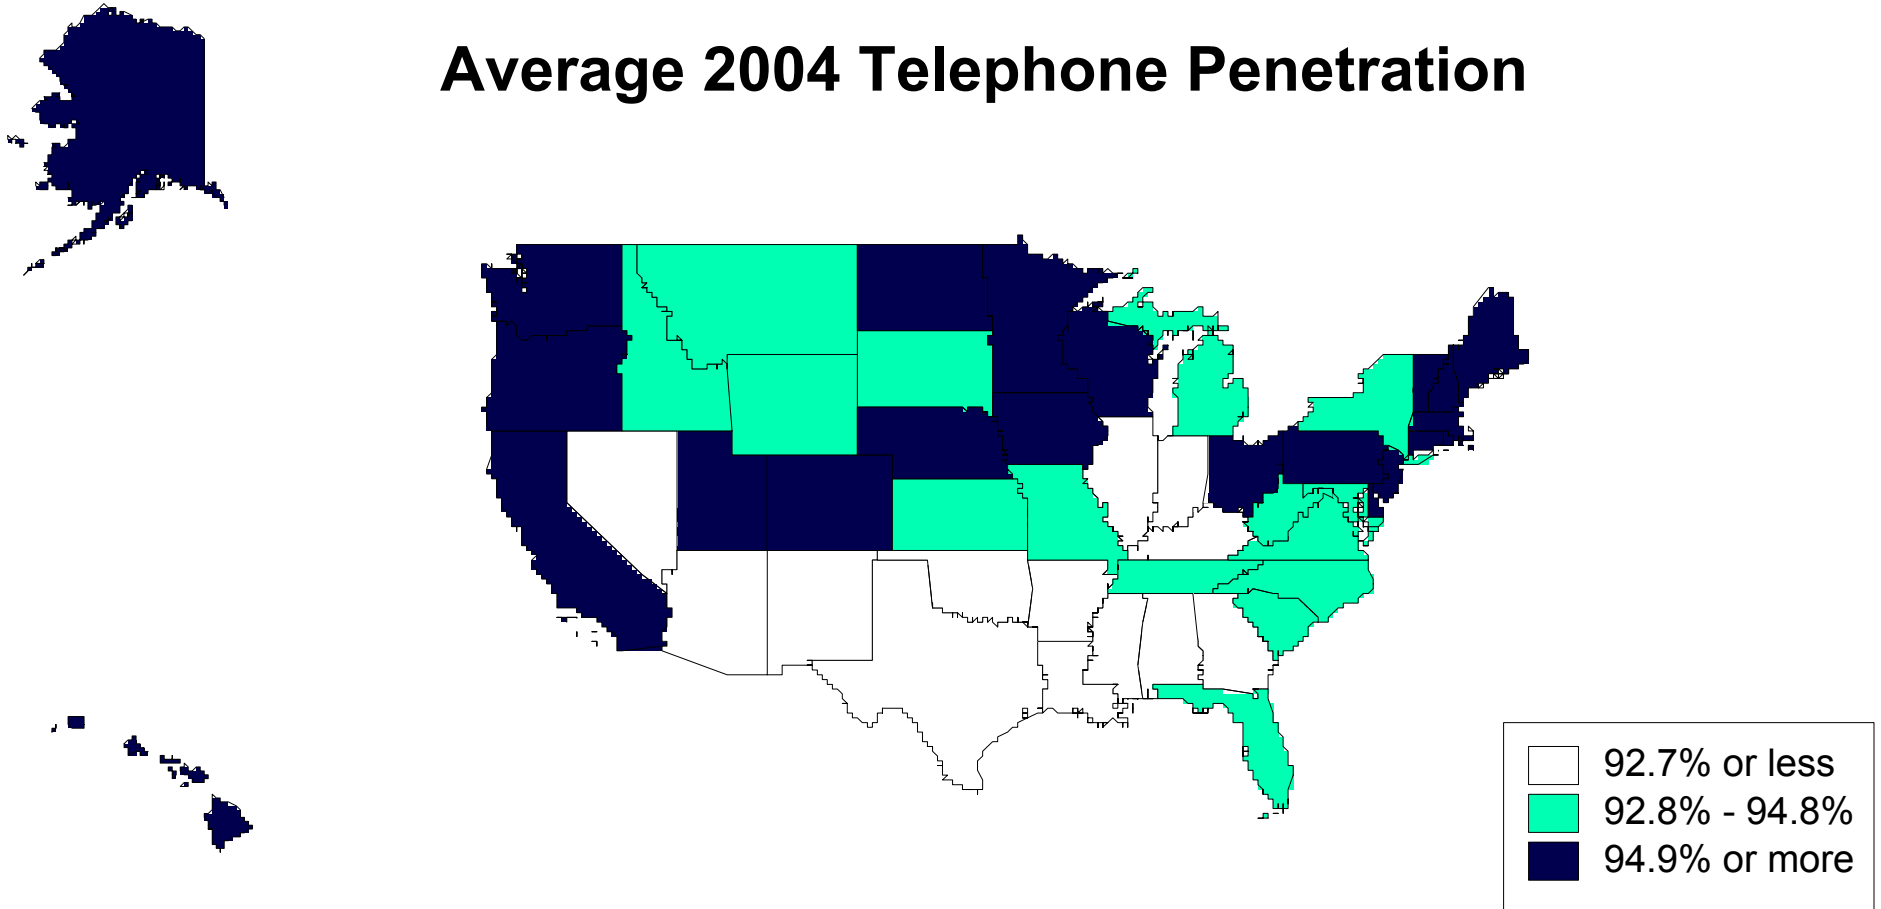 Average 2004 Telephone Penetration
92.7% or less
92.8% - 94.8%
94.9% or more